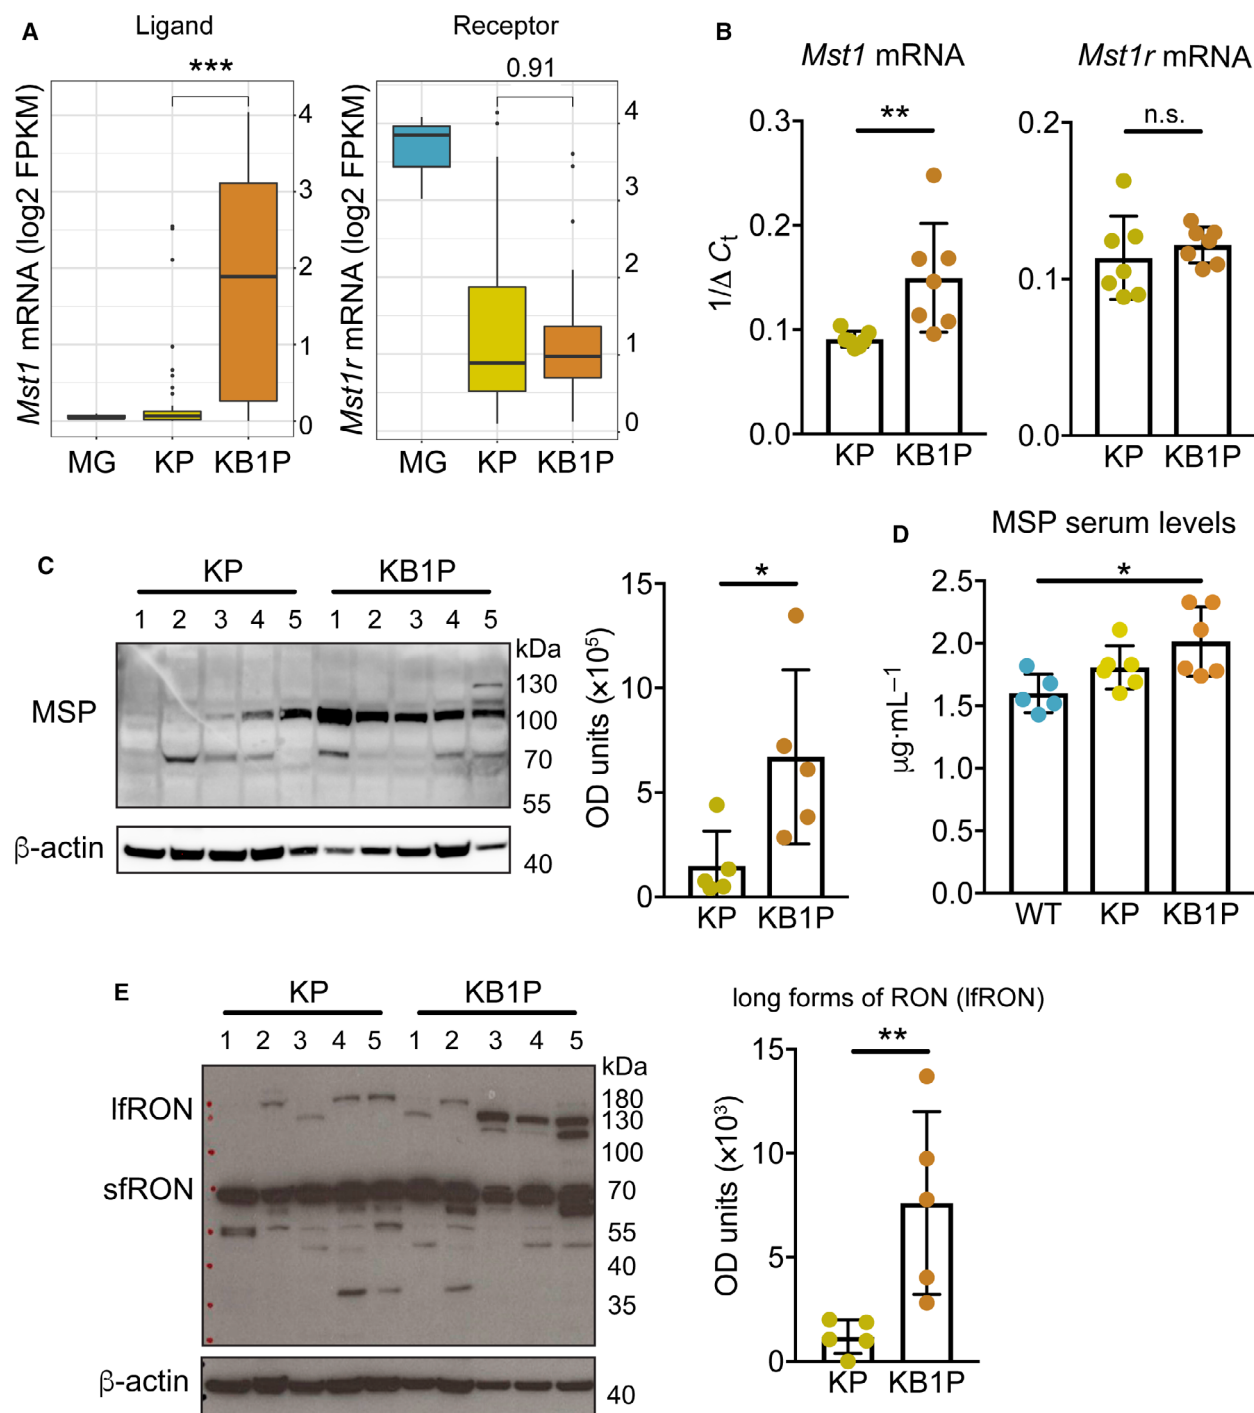 A
Ligand
Receptor
***
0.91
Mst1 mRNA (log2 FPKM)
4
3
2
1
0
MG KP KB1P
Mst1r mRNA (log2 FPKM)
4
3
2
1
0
MG KP KB1P
B
Mst1 mRNA
Mst1r mRNA
**
n.s.
1/Δ Ct
0.3
0.2
0.1
0.0
KP KB1P
0.2
0.1
0.0
KP KB1P
C
KP KB1P
1 2 3 4 5 1 2 3 4 5
kDa
MSP
130
100
70
55
β-actin
40
*
OD units (×10⁵)
15
10
5
0
KP KB1P
D
MSP serum levels
*
µg·mL⁻¹
2.5
2.0
1.5
1.0
0.5
0.0
WT KP KB1P
E
KP KB1P
1 2 3 4 5 1 2 3 4 5
kDa
lfRON
sfRON
180
130
100
70
55
40
35
β-actin
40
long forms of RON (lfRON)
**
OD units (×10³)
15
10
5
0
KP KB1P